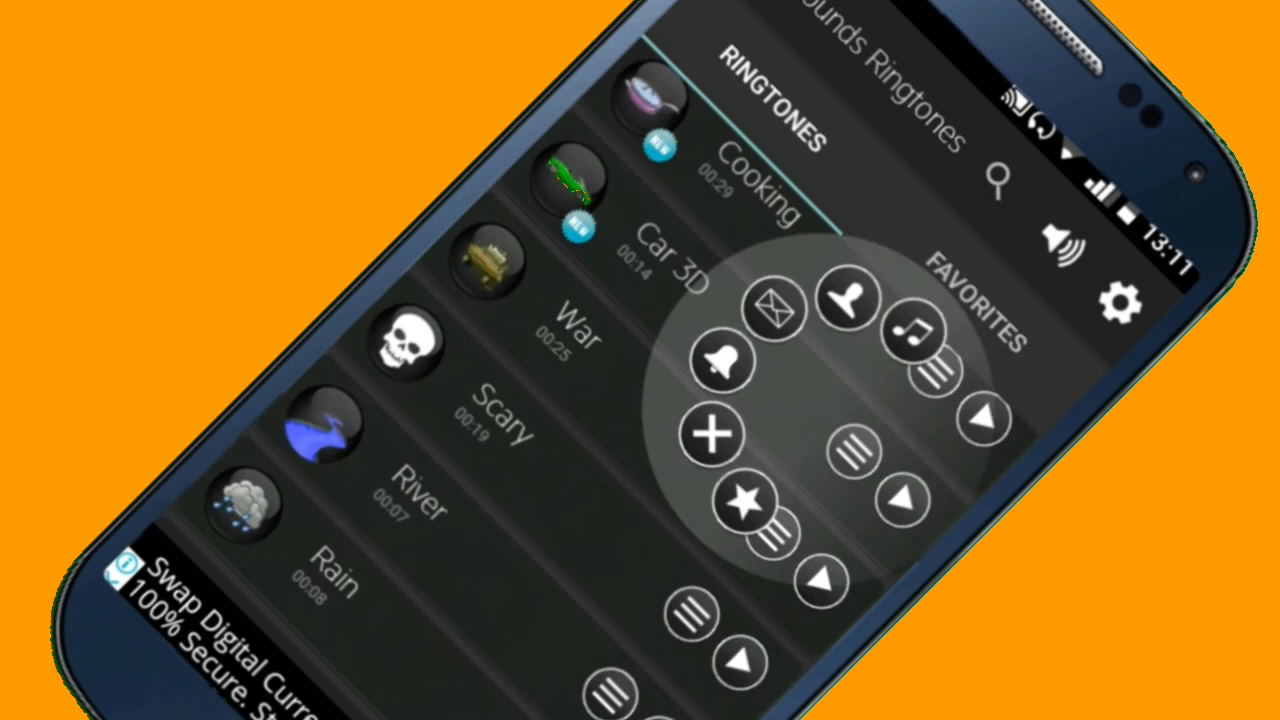 13:11
ounds Ringtones
RINGTONES
FAVORITES
Cooking
00:29
NEW
Car 3D
00:14
NEW
War
00:25
Scary
00:19
River
00:07
Rain
00:08
Swap Digital Curre
100% Secure. St